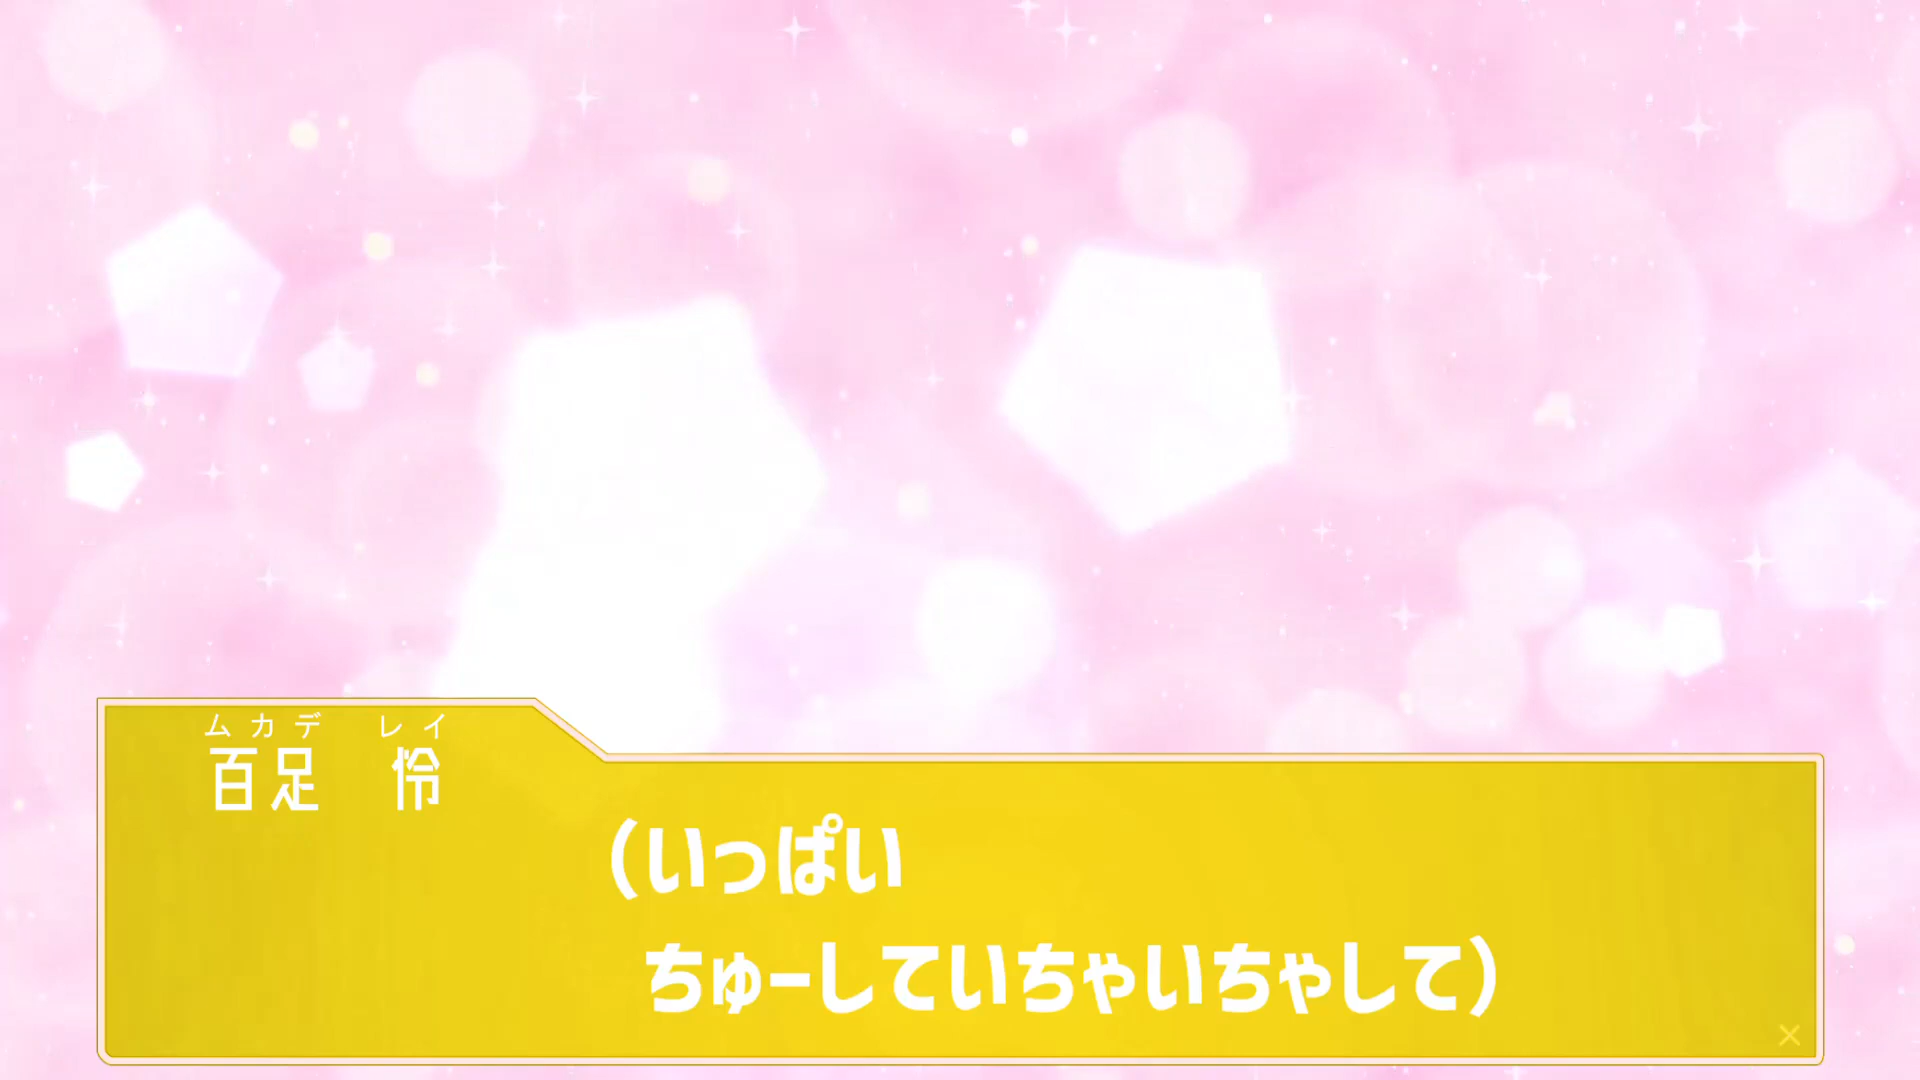 ムカデ レイ
百足 怜
（いっぱい
ちゅーしていちゃいちゃして）